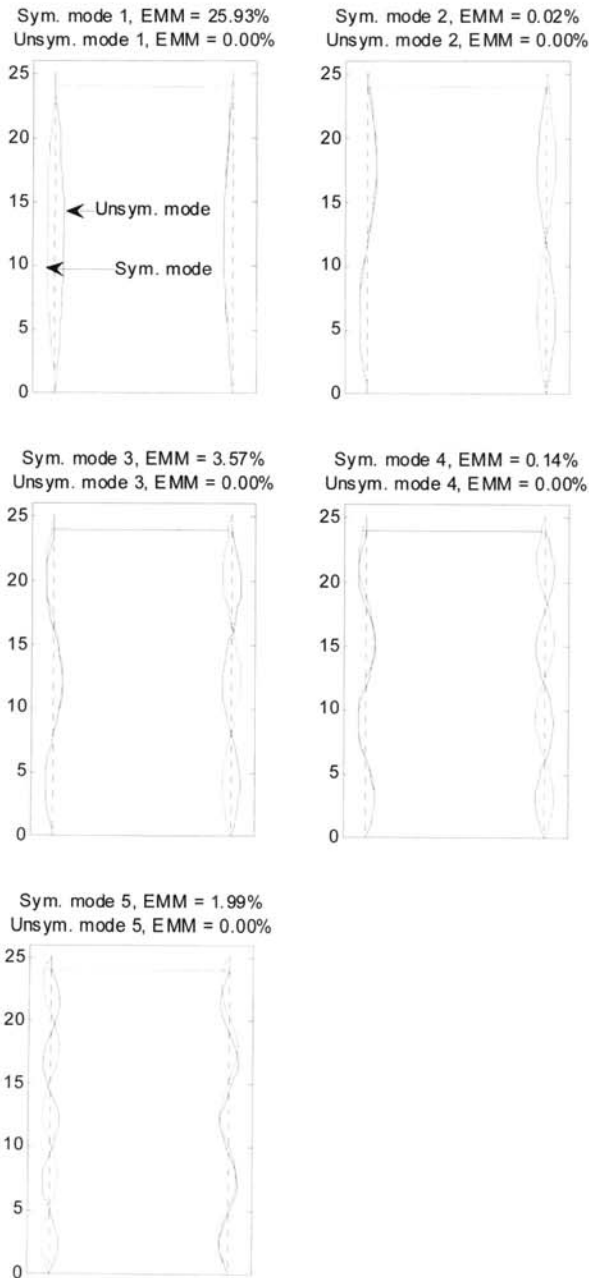 Sym. mode 1, EMM = 25.93%
Unsym. mode 1, EMM = 0.00%
25
20
15
10
5
0
Unsym. mode
Sym. mode
Sym. mode 2, EMM = 0.02%
Unsym. mode 2, EMM = 0.00%
25
20
15
10
5
0
Sym. mode 3, EMM = 3.57%
Unsym. mode 3, EMM = 0.00%
25
20
15
10
5
0
Sym. mode 4, EMM = 0.14%
Unsym. mode 4, EMM = 0.00%
25
20
15
10
5
0
Sym. mode 5, EMM = 1.99%
Unsym. mode 5, EMM = 0.00%
25
20
15
10
5
0